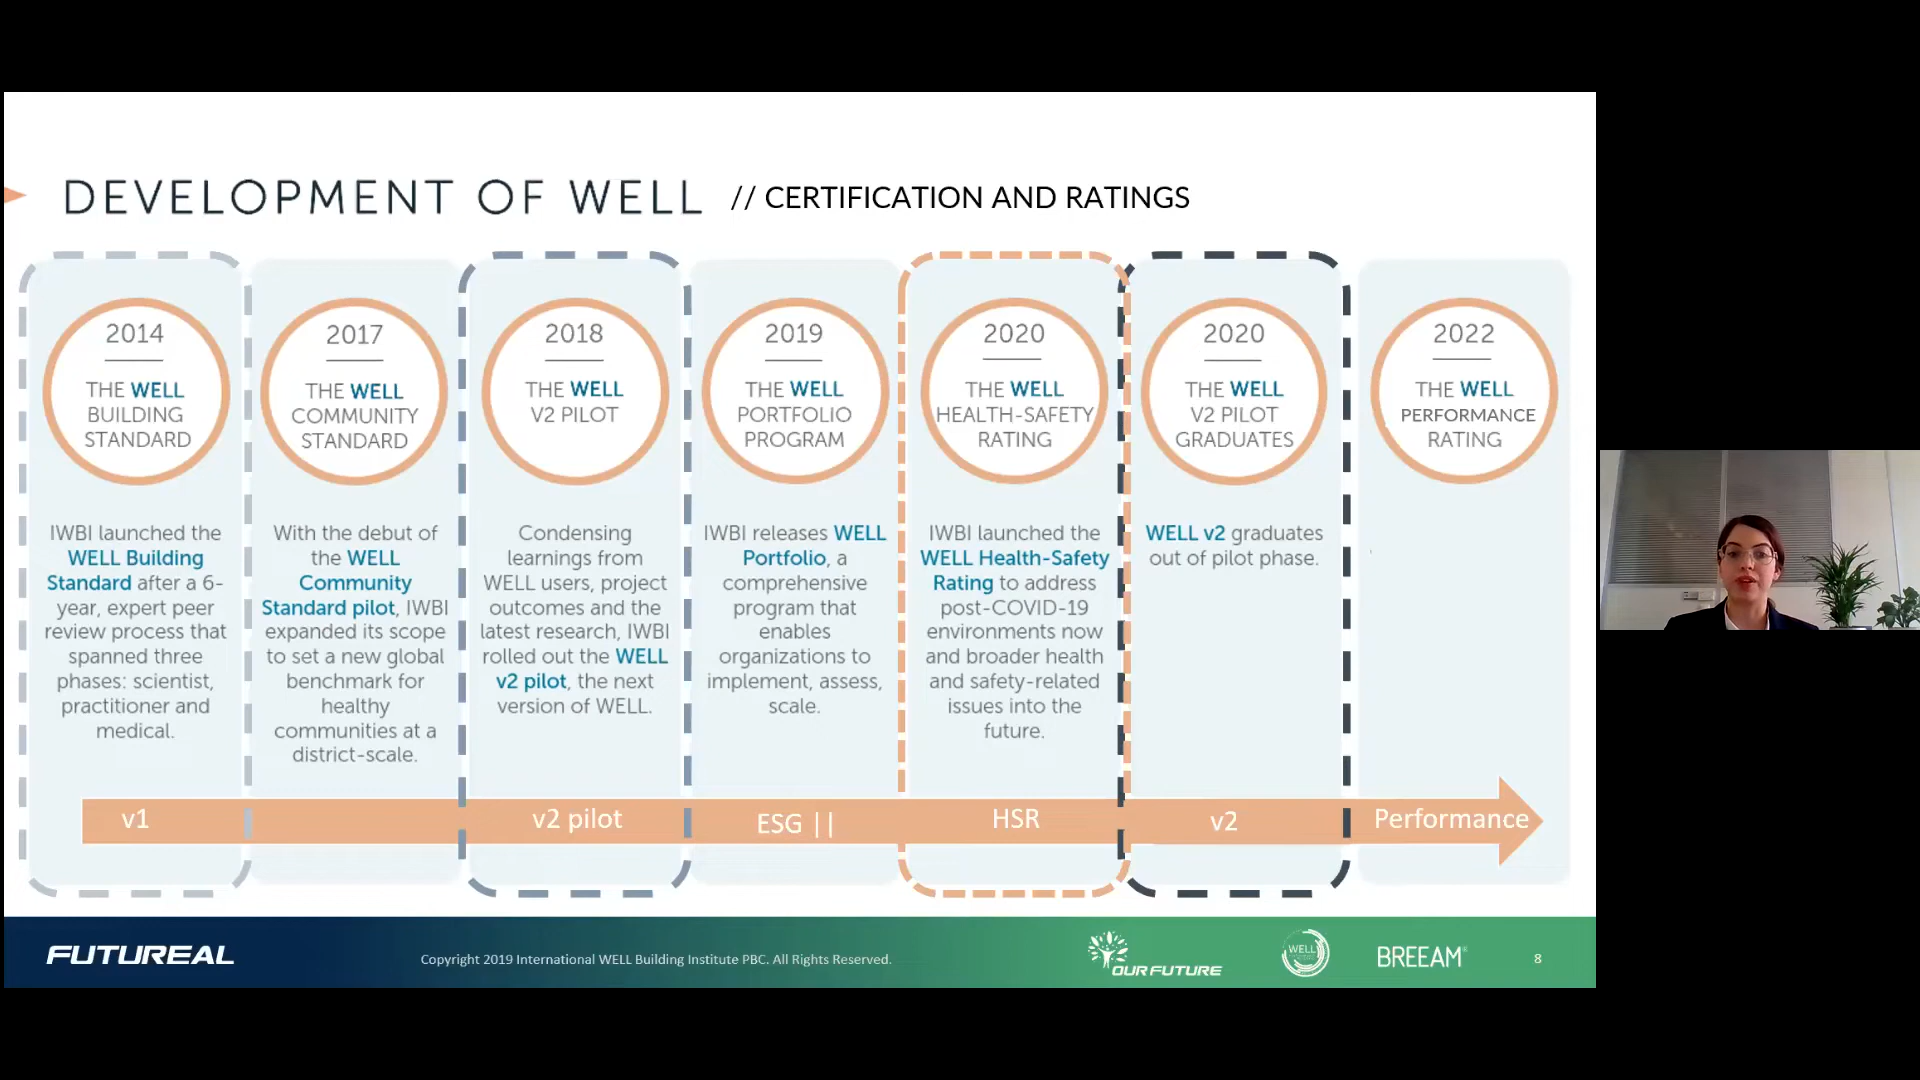 DEVELOPMENT OF WELL // CERTIFICATION AND RATINGS
2014
THE WELL
BUILDING
STANDARD
IWBI launched the
WELL Building
Standard after a 6-
year, expert peer
review process that
spanned three
phases: scientist,
practitioner and
medical.
2017
THE WELL
COMMUNITY
STANDARD
With the debut of
the WELL
Community
Standard pilot, IWBI
expanded its scope
to set a new global
benchmark for
healthy
communities at a
district-scale.
2018
THE WELL
V2 PILOT
Condensing
learnings from
WELL users, project
outcomes and the
latest research, IWBI
rolled out the WELL
v2 pilot, the next
version of WELL.
2019
THE WELL
PORTFOLIO
PROGRAM
IWBI releases WELL
Portfolio, a
comprehensive
program that
enables
organizations to
implement, assess,
scale.
2020
THE WELL
HEALTH-SAFETY
RATING
IWBI launched the
WELL Health-Safety
Rating to address
post-COVID-19
environments now
and broader health
and safety-related
issues into the
future.
2020
THE WELL
V2 PILOT
GRADUATES
WELL v2 graduates
out of pilot phase.
2022
THE WELL
PERFORMANCE
RATING
v1
v2 pilot
ESG ||
HSR
v2
Performance
FUTUREAL
Copyright 2019 International WELL Building Institute PBC. All Rights Reserved.
OUR FUTURE
WELL
BREEAM®
8